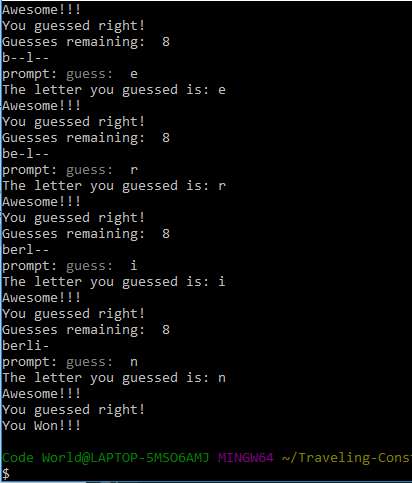 Awesome!!!
You guessed right!
Guesses remaining:  8
b--l--
prompt: guess:  e
The letter you guessed is: e
Awesome!!!
You guessed right!
Guesses remaining:  8
be-l--
prompt: guess:  r
The letter you guessed is: r
Awesome!!!
You guessed right!
Guesses remaining:  8
berl--
prompt: guess:  i
The letter you guessed is: i
Awesome!!!
You guessed right!
Guesses remaining:  8
berli-
prompt: guess:  n
The letter you guessed is: n
Awesome!!!
You guessed right!
You Won!!!
Code World@LAPTOP-5MSO6AMJ MINGW64 ~/Traveling-Cons
$